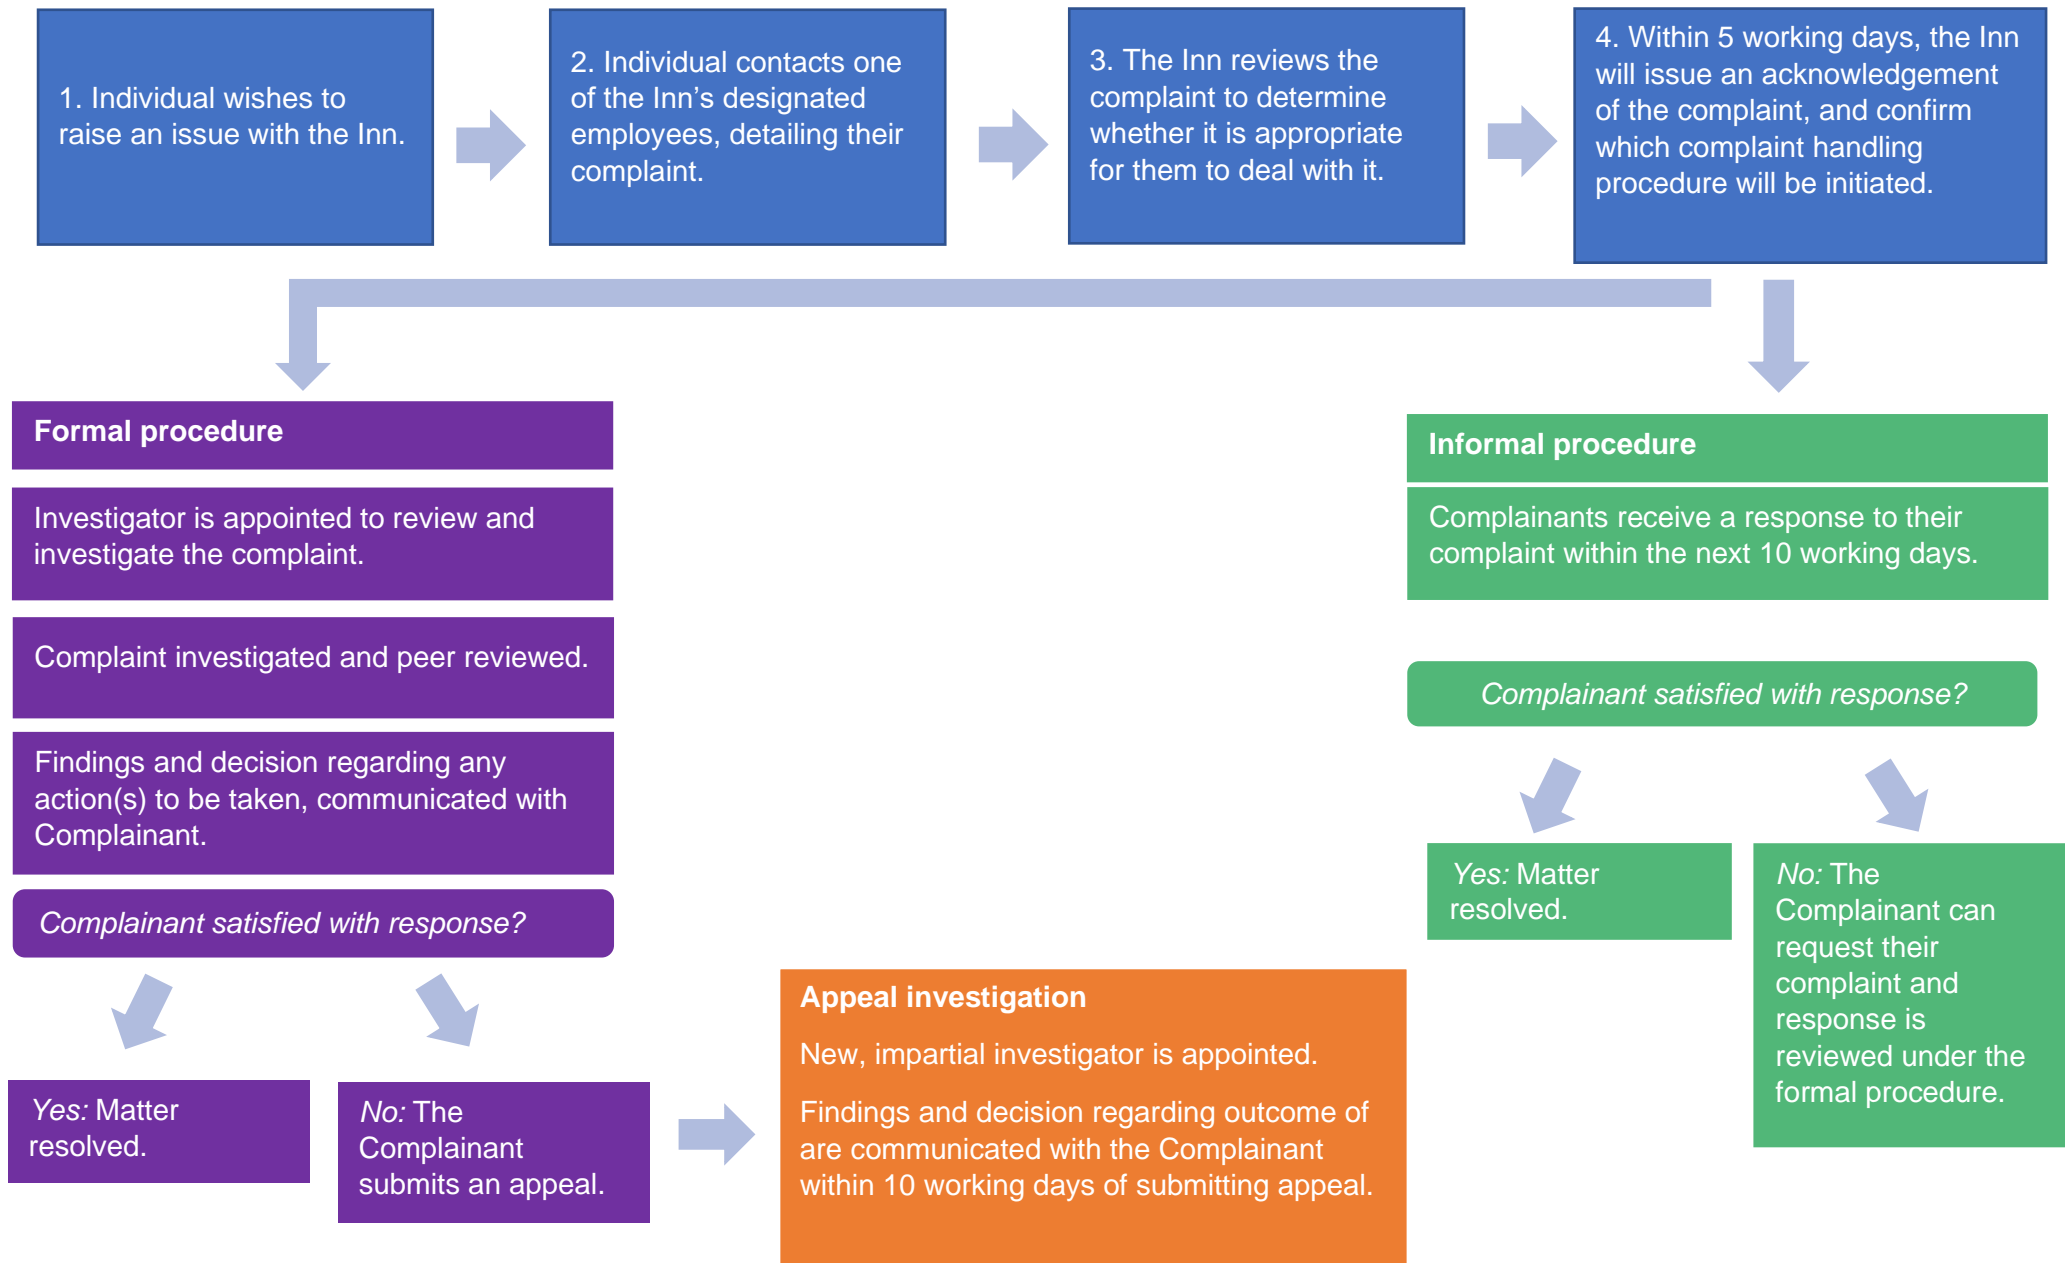 1. Individual wishes to
raise an issue with the Inn.
2. Individual contacts one
of the Inn’s designated
employees, detailing their
complaint.
3. The Inn reviews the
complaint to determine
whether it is appropriate
for them to deal with it.
4. Within 5 working days, the Inn
will issue an acknowledgement
of the complaint, and confirm
which complaint handling
procedure will be initiated.
Formal procedure
Investigator is appointed to review and
investigate the complaint.
Complaint investigated and peer reviewed.
Findings and decision regarding any
action(s) to be taken, communicated with
Complainant.
Complainant satisfied with response?
Yes: Matter
resolved.
No: The
Complainant
submits an appeal.
Appeal investigation
New, impartial investigator is appointed.
Findings and decision regarding outcome of
are communicated with the Complainant
within 10 working days of submitting appeal.
Informal procedure
Complainants receive a response to their
complaint within the next 10 working days.
Complainant satisfied with response?
Yes: Matter
resolved.
No: The
Complainant can
request their
complaint and
response is
reviewed under the
formal procedure.